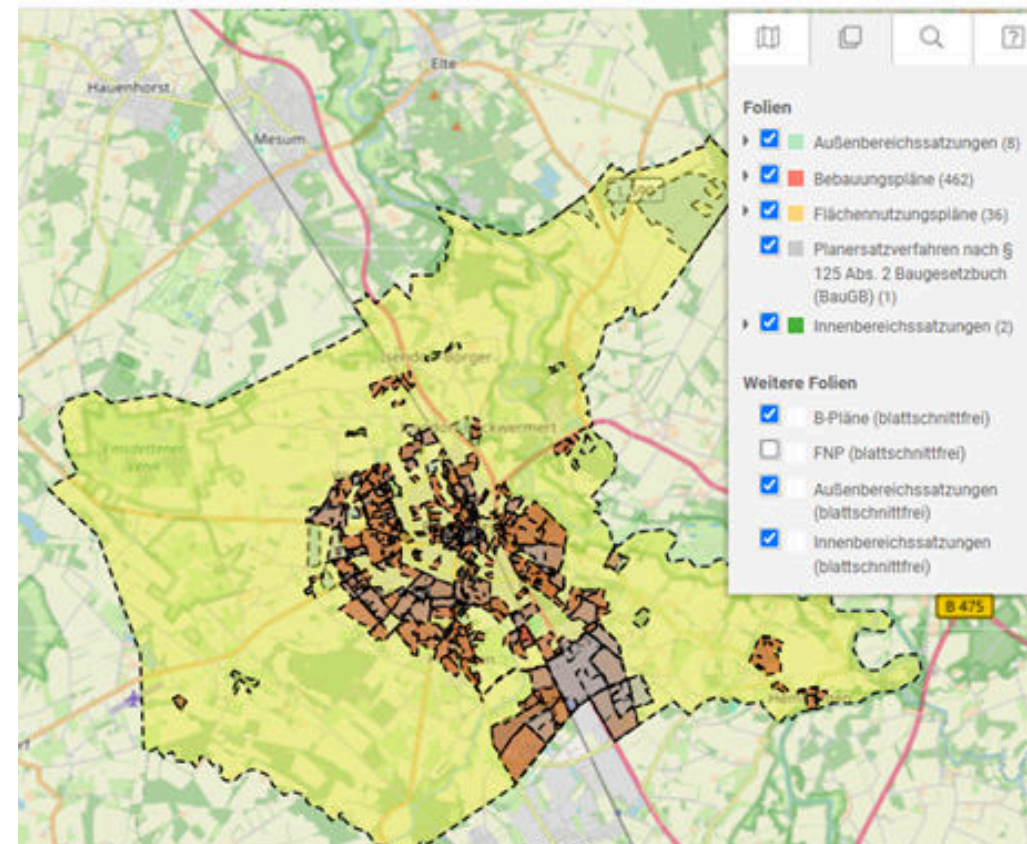 Hauenhorst
Mesum
Elte
B 475
Folien
Außenbereichssatzungen (8)
Bebauungspläne (462)
Flächennutzungspläne (36)
Planersatzverfahren nach §
125 Abs. 2 Baugesetzbuch
(BauGB) (1)
Innenbereichssatzungen (2)
Weitere Folien
B-Pläne (blattschnittfrei)
FNP (blattschnittfrei)
Außenbereichssatzungen
(blattschnittfrei)
Innenbereichssatzungen
(blattschnittfrei)